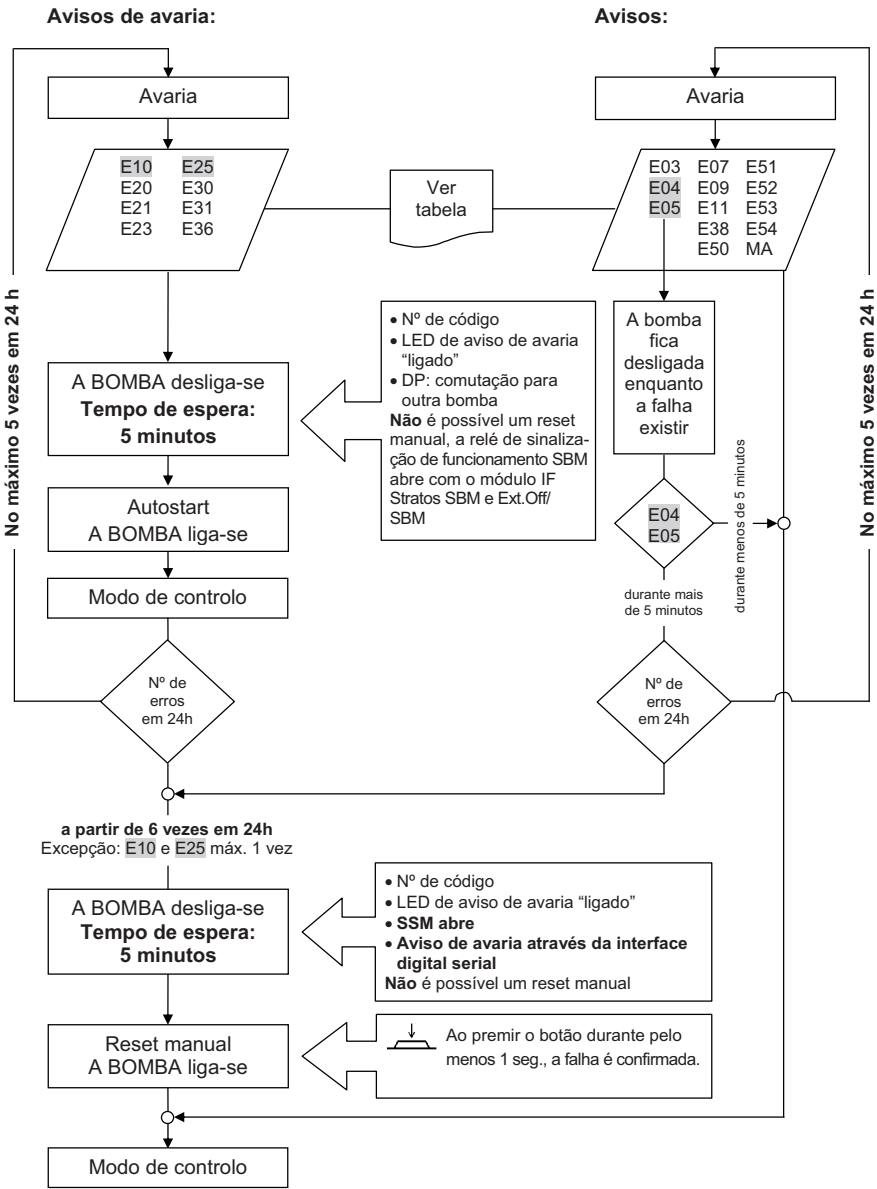 Avisos de avaria:
Avaria
E10 E25
E20 E30
E21 E31
E23 E36
Ver
tabela
No máximo 5 vezes em 24 h
A BOMBA desliga-se
Tempo de espera:
5 minutos
• Nº de código
• LED de aviso de avaria
“ligado”
• DP: comutação para
outra bomba
Não é possível um reset
manual, a relé de sinaliza-
ção de funcionamento SBM
abre com o módulo IF
Stratos SBM e Ext.Off/
SBM
Autostart
A BOMBA liga-se
Modo de controlo
Nº de
erros
em 24h
Avisos:
Avaria
E03 E07 E51
E04 E09 E52
E05 E11 E53
E38 E54
E50 MA
A bomba
fica
desligada
enquanto
a falha
existir
E04
E05
durante menos de 5 minutos
durante mais
de 5 minutos
Nº de
erros
em 24h
No máximo 5 vezes em 24 h
a partir de 6 vezes em 24h
Excepção: E10 e E25 máx. 1 vez
A BOMBA desliga-se
Tempo de espera:
5 minutos
• Nº de código
• LED de aviso de avaria “ligado”
• SSM abre
• Aviso de avaria através da interface
digital serial
Não é possível um reset manual
Reset manual
A BOMBA liga-se
Ao premir o botão durante pelo
menos 1 seg., a falha é confirmada.
Modo de controlo